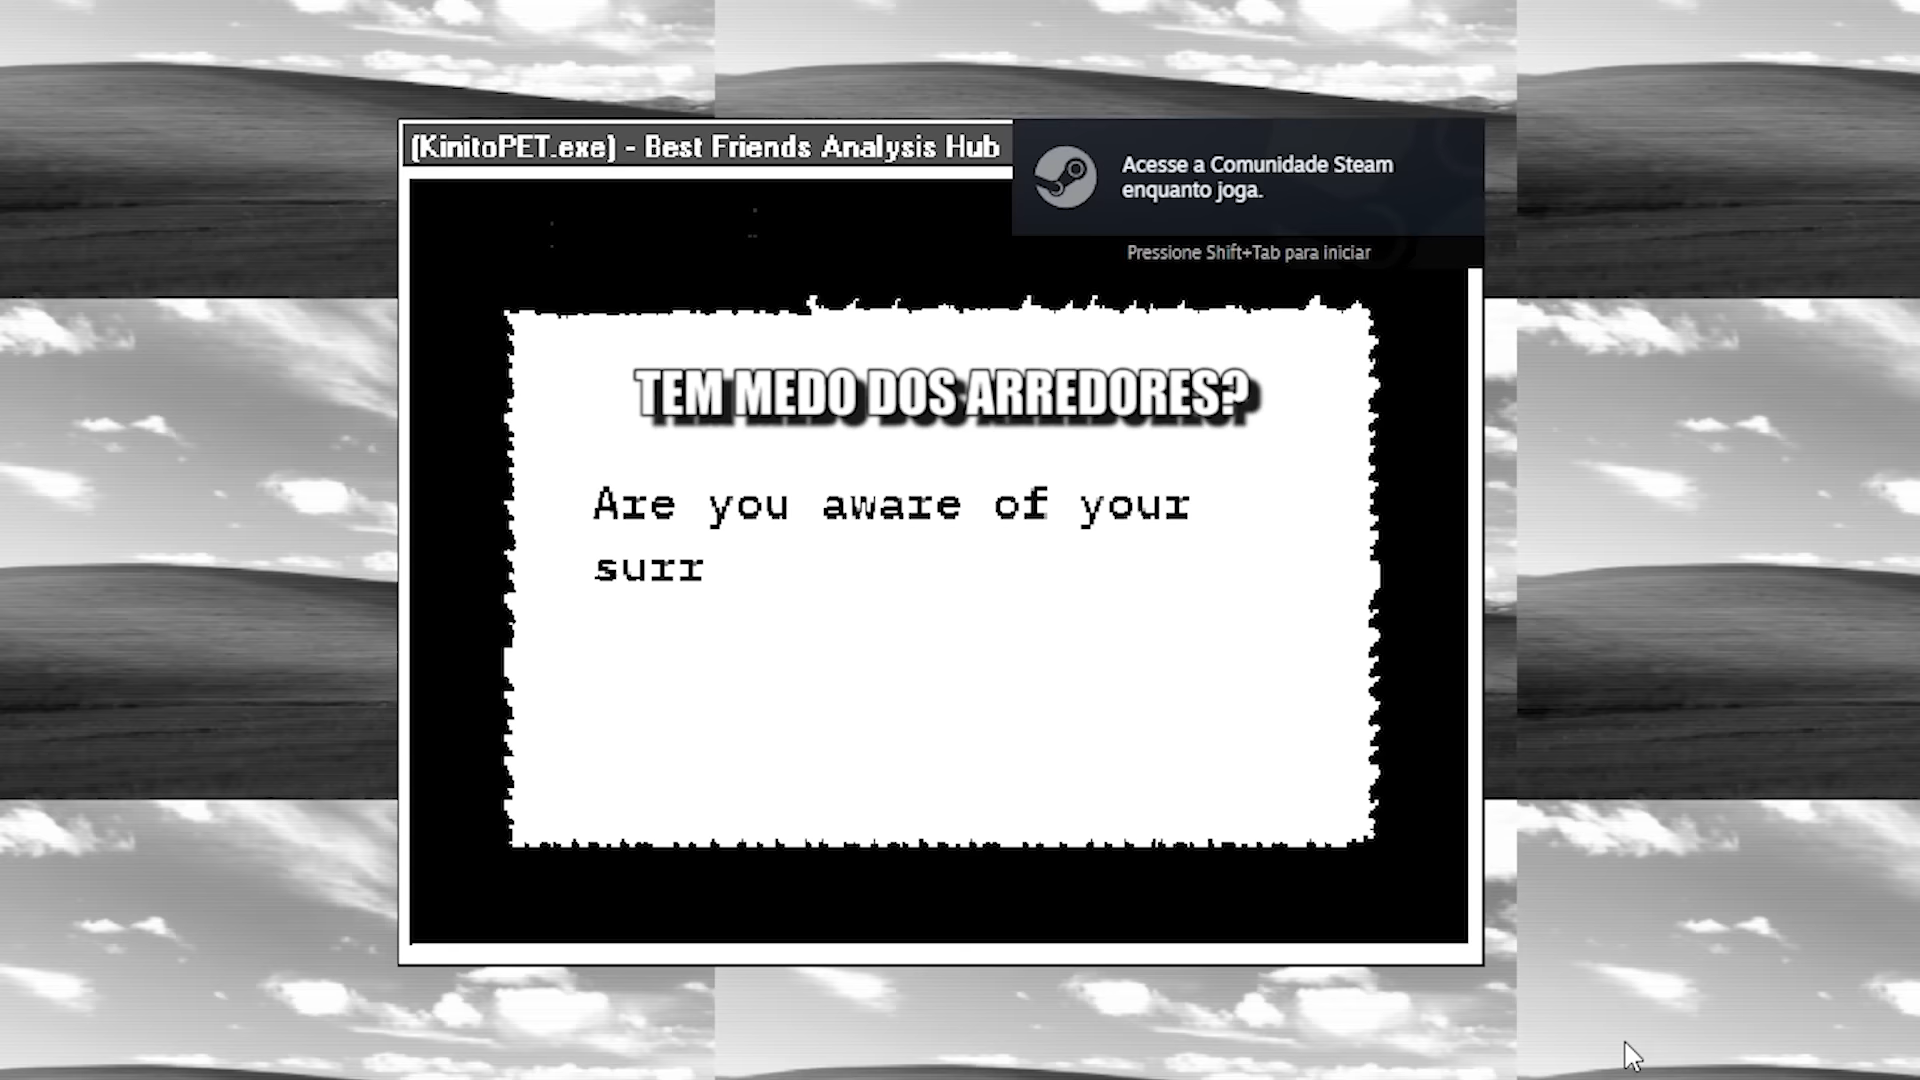 (KinitoPET.exe) - Best Friends Analysis Hub
Acesse a Comunidade Steam
enquanto joga.
Pressione Shift+Tab para iniciar
TEM MEDO DOS ARREDORES?
Are you aware of your
surr